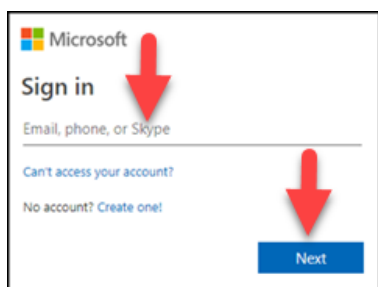 Microsoft
Sign in
Email, phone, or Skype
Can't access your account?
No account? Create one!
Next